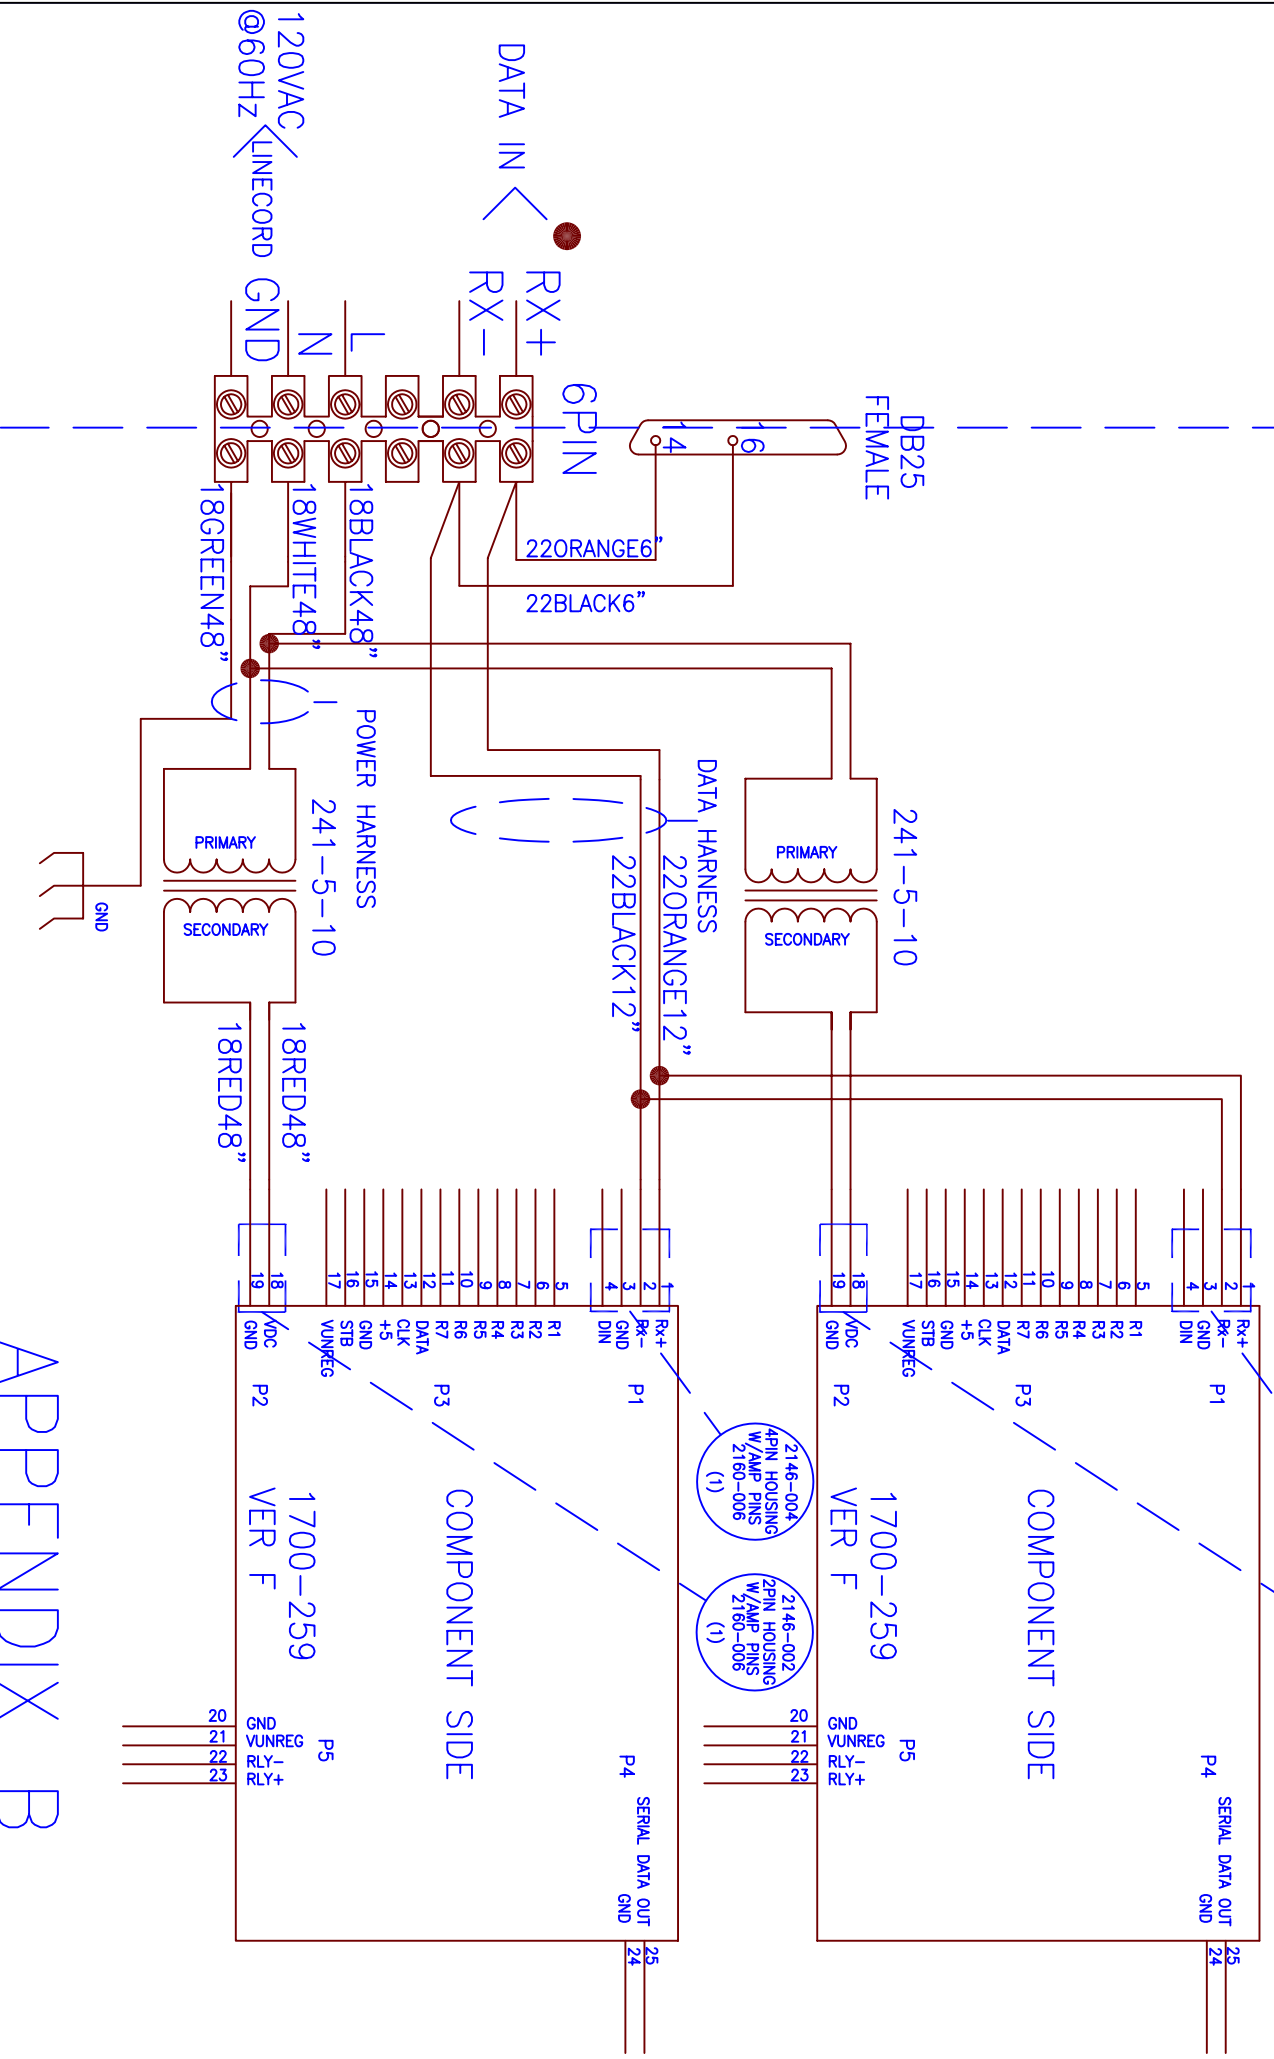 120VAC
@60Hz
LINECORD
DATA IN
RX+
RX-
GND
N
L
6PIN
DB25
FEMALE
14
16
22ORANGE6"
22BLACK6"
18BLACK48"
18WHITE48"
18GREEN48"
POWER HARNESS
DATA HARNESS
22ORANGE12"
22BLACK12"
241-5-10
PRIMARY
SECONDARY
241-5-10
PRIMARY
SECONDARY
GND
18RED48"
18RED48"
1 Rx+
2 Rx-
3 GND
4 DIN
P1
5 R1
6 R2
7 R3
8 R4
9 R5
10 R6
11 R7
12 DATA
13 CLK
14 +5
15 GND
16 STB
17 VUNREG
P3
18 VDC
19 GND
P2
COMPONENT SIDE
1700-259
VER F
20 GND
21 VUNREG
22 RLY-
23 RLY+
P5
P4
SERIAL DATA OUT 25
GND 24
2146-004
4PIN HOUSING
W/AMP PINS
2160-006
(1)
2146-002
2PIN HOUSING
W/AMP PINS
2160-006
(1)
1 Rx+
2 Rx-
3 GND
4 DIN
P1
5 R1
6 R2
7 R3
8 R4
9 R5
10 R6
11 R7
12 DATA
13 CLK
14 +5
15 GND
16 STB
17 VUNREG
P3
18 VDC
19 GND
P2
COMPONENT SIDE
1700-259
VER F
20 GND
21 VUNREG
22 RLY-
23 RLY+
P5
P4
SERIAL DATA OUT 25
GND 24
APPENDIX B